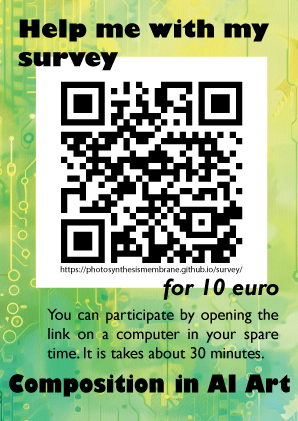 Help me with my
survey
https://photosynthesismembrane.github.io/survey/
for 10 euro
You can participate by opening the
link on a computer in your spare
time. It is takes about 30 minutes.
Composition in AI Art